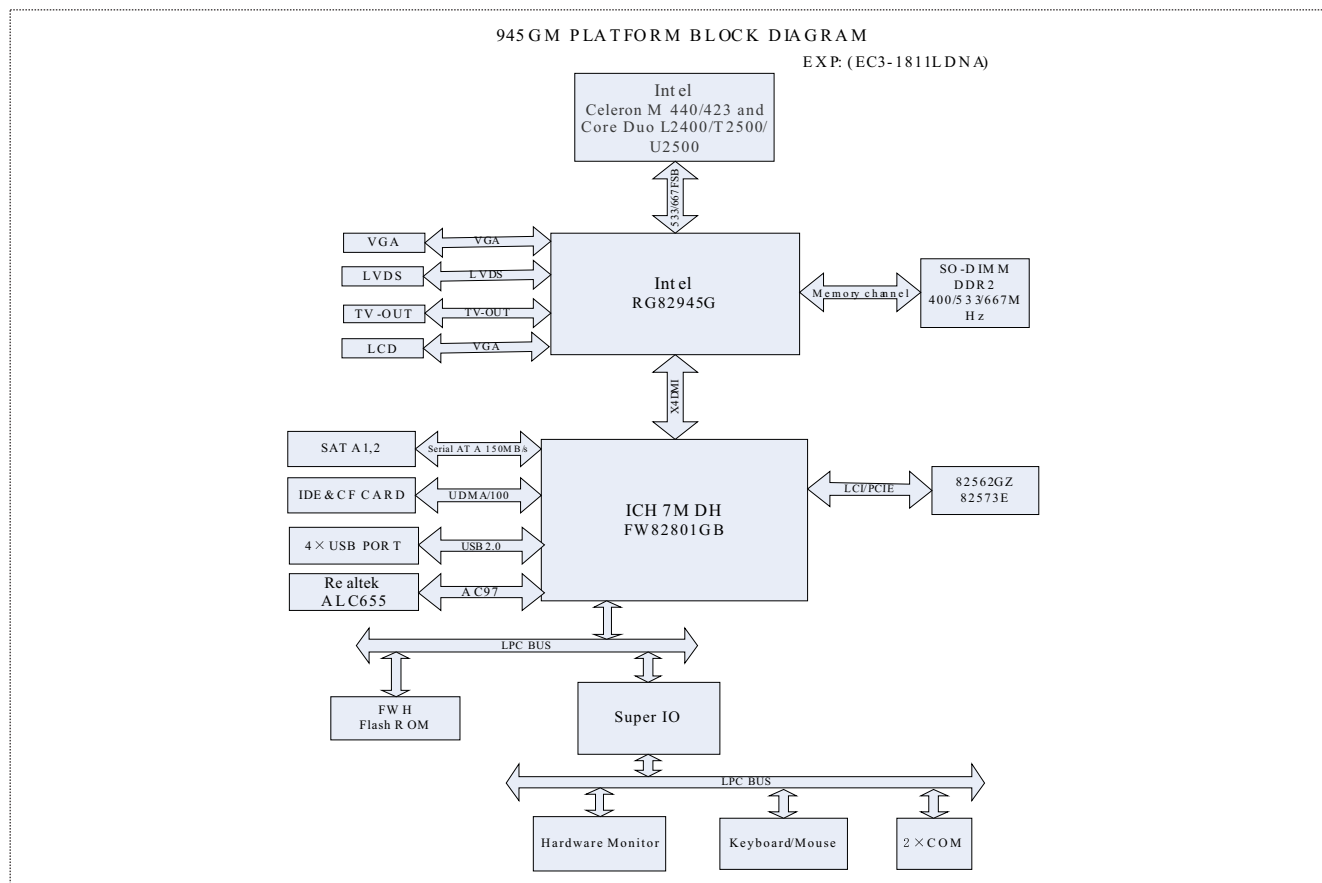 945GM PLATFORM BLOCK DIAGRAM
EXP: (EC3-1811LDNA)
Intel
Celeron M 440/423 and
Core Duo L2400/T2500/
U2500
533/667FSB
VGA
VGA
LVDS
LVDS
TV-OUT
TV-OUT
LCD
VGA
Intel
RG82945G
Memory channel
SO-DIMM
DDR2
400/533/667M
Hz
X4DMI
SATA1,2
Serial ATA 150MB/s
IDE&CF CARD
UDMA/100
4×USB PORT
USB2.0
Realtek
ALC655
AC97
ICH 7M DH
FW82801GB
LCI/PCIE
82562GZ
82573E
LPC BUS
FWH
Flash ROM
Super IO
LPC BUS
Hardware Monitor
Keyboard/Mouse
2×COM